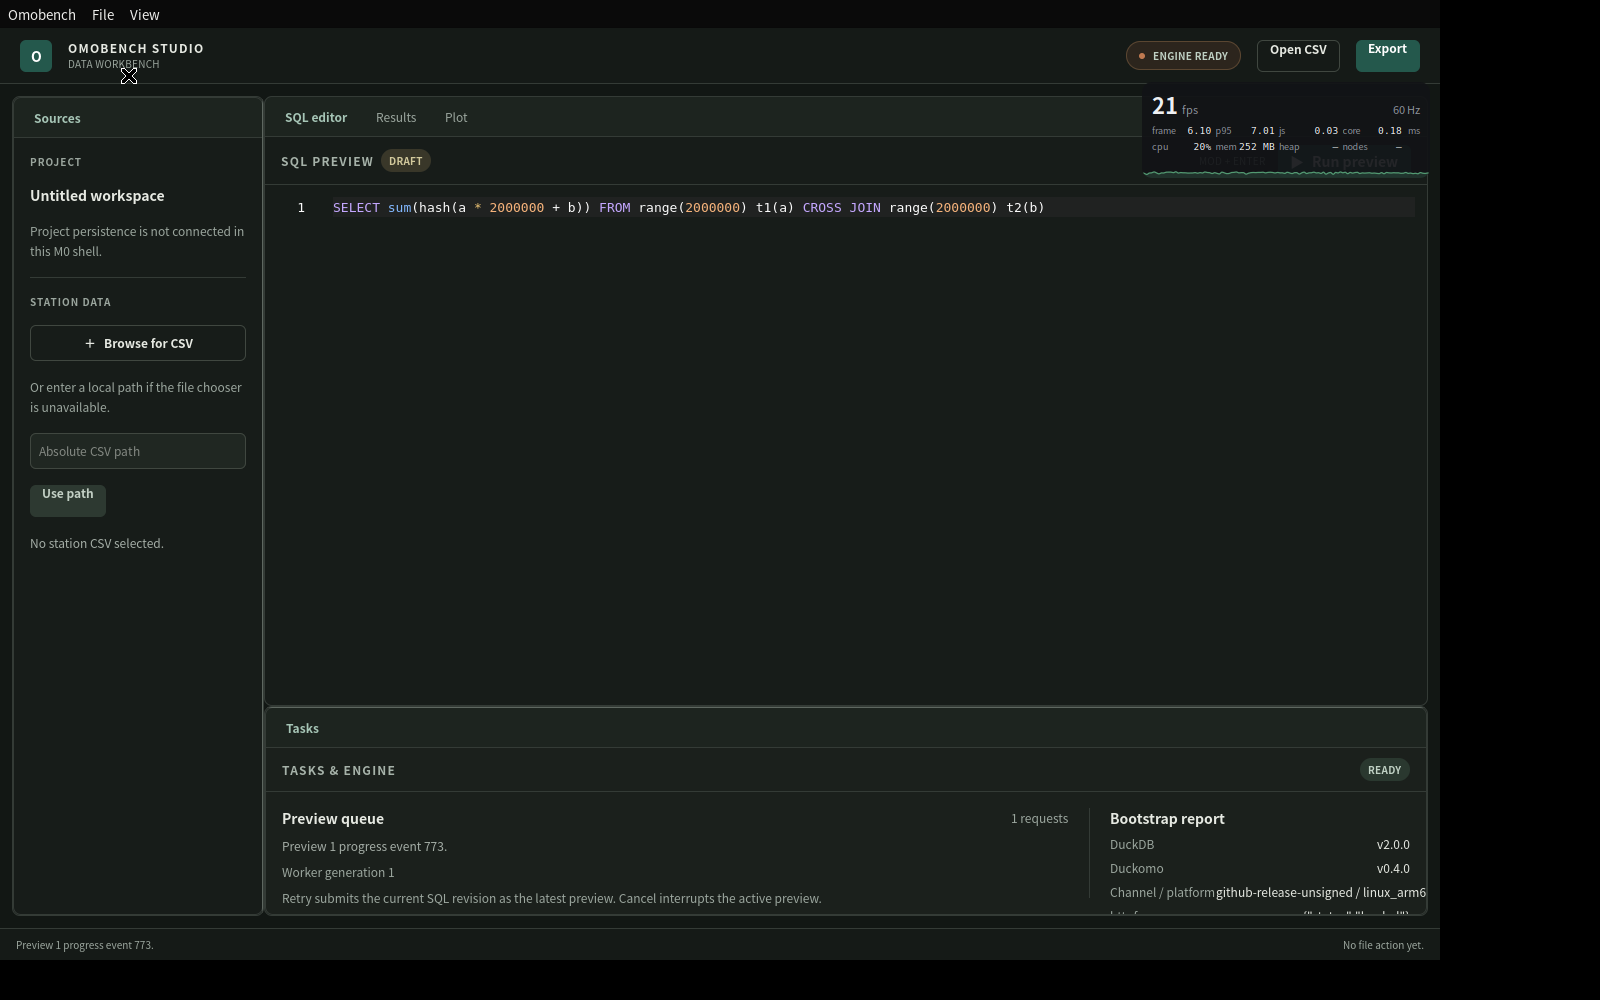 Omobench File View
O
OMOBENCH STUDIO
DATA WORKBENCH
ENGINE READY
Open CSV
Export
21 fps 60 Hz
frame 6.10 p95 7.01 js 0.03 core 0.18 ms
cpu 20% mem 252 MB heap – nodes –
Sources
PROJECT
Untitled workspace
Project persistence is not connected in
this M0 shell.
STATION DATA
+ Browse for CSV
Or enter a local path if the file chooser
is unavailable.
Absolute CSV path
Use path
No station CSV selected.
SQL editor Results Plot
SQL PREVIEW DRAFT
MOD + ENTER ▶ Run preview
1 SELECT sum(hash(a * 2000000 + b)) FROM range(2000000) t1(a) CROSS JOIN range(2000000) t2(b)
Tasks
TASKS & ENGINE READY
Preview queue 1 requests
Preview 1 progress event 773.
Worker generation 1
Retry submits the current SQL revision as the latest preview. Cancel interrupts the active preview.
Bootstrap report
DuckDB v2.0.0
Duckomo v0.4.0
Channel / platform github-release-unsigned / linux_arm6
Preview 1 progress event 773. No file action yet.